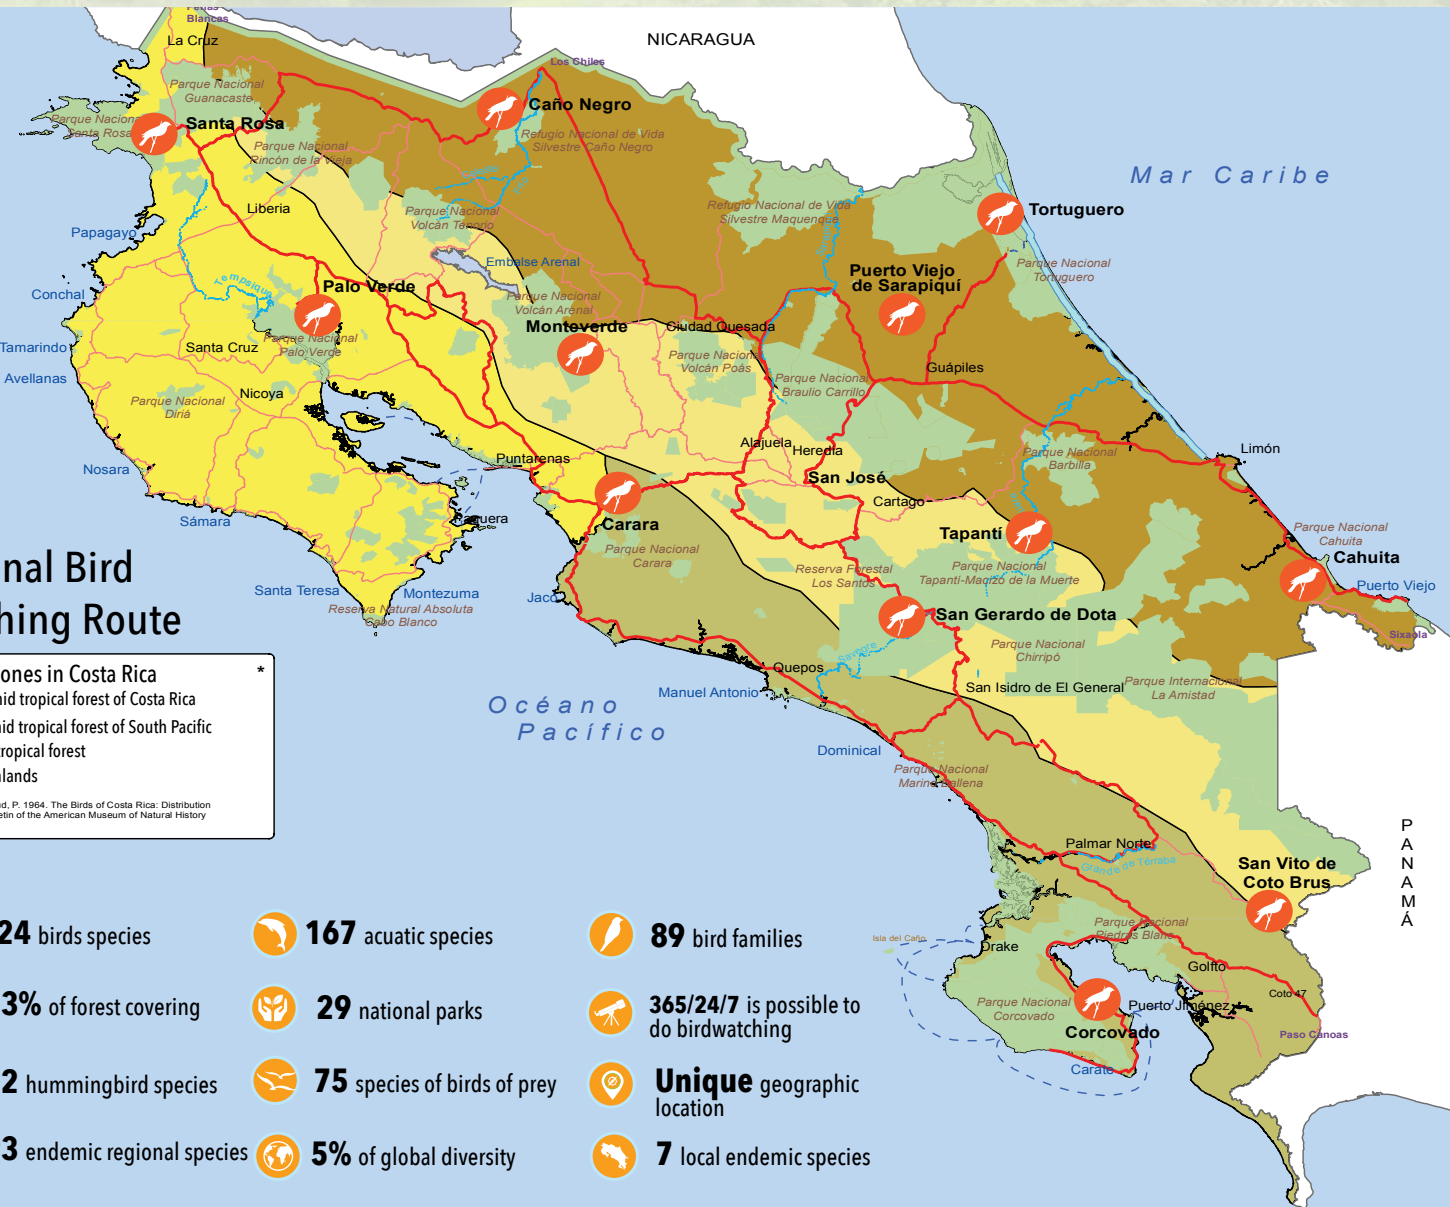 Peñas
Blancas
La Cruz
NICARAGUA
Los Chiles
Parque Nacional
Guanacaste
Caño Negro
Parque Nacional
Santa Rosa
Santa Rosa
Refugio Nacional de Vida
Silvestre Caño Negro
Parque Nacional
Rincón de la Vieja
Mar Caribe
Liberia
Parque Nacional
Volcán Tenorio
Refugio Nacional de Vida
Silvestre Maquenque
Tortuguero
Papagayo
Embalse Arenal
Parque Nacional
Tortuguero
Tempisque
Palo Verde
Puerto Viejo
de Sarapiquí
Conchal
Parque Nacional
Volcán Arenal
Monteverde
Ciudad Quesada
Tamarindo
Santa Cruz
Parque Nacional
Palo Verde
Parque Nacional
Volcán Poás
Guápiles
Avellanas
Nicoya
Parque Nacional
Braulio Carrillo
Parque Nacional
Diriá
Alajuela
Heredia
Limón
Nosara
Puntarenas
San José
Parque Nacional
Barbilla
Cartago
Sámara
Paquera
Carara
Tapantí
Parque Nacional
Cahuita
Cahuita
Parque Nacional
Carara
Reserva Forestal
Los Santos
Parque Nacional
Tapantí-Macizo de la Muerte
Puerto Viejo
Santa Teresa
Montezuma
Jacó
Reserva Natural Absoluta
Cabo Blanco
San Gerardo de Dota
Sixaola
Parque Nacional
Chirripó
Savegre
Quepos
Manuel Antonio
San Isidro de El General
Parque Internacional
La Amistad
Océano
Pacífico
Dominical
Parque Nacional
Marino Ballena
Palmar Norte
Grande de Térraba
San Vito de
Coto Brus
PANAMÁ
Parque Nacional
Piedras Blanc
Isla del Caño
Drake
Golfito
Coto 47
Parque Nacional
Corcovado
Puerto Jiménez
Corcovado
Paso Canoas
Carate
nal Bird
hing Route
ones in Costa Rica *
id tropical forest of Costa Rica
id tropical forest of South Pacific
tropical forest
lands
d, P. 1964. The Birds of Costa Rica: Distribution
etin of the American Museum of Natural History
24 birds species
167 acuatic species
89 bird families
3% of forest covering
29 national parks
365/24/7 is possible to
do birdwatching
2 hummingbird species
75 species of birds of prey
Unique geographic
location
3 endemic regional species
5% of global diversity
7 local endemic species